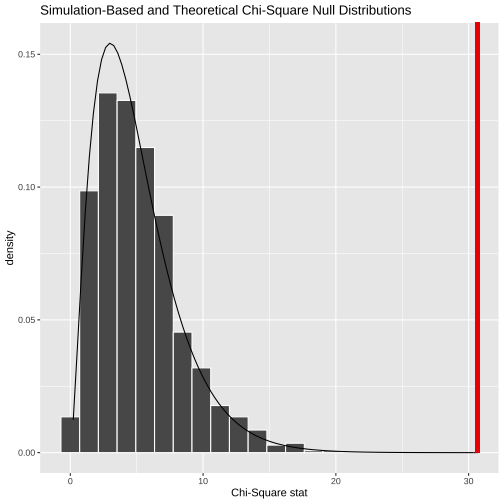 Simulation-Based and Theoretical Chi-Square Null Distributions
0.15
0.10
0.05
0.00
density
0
10
20
30
Chi-Square stat